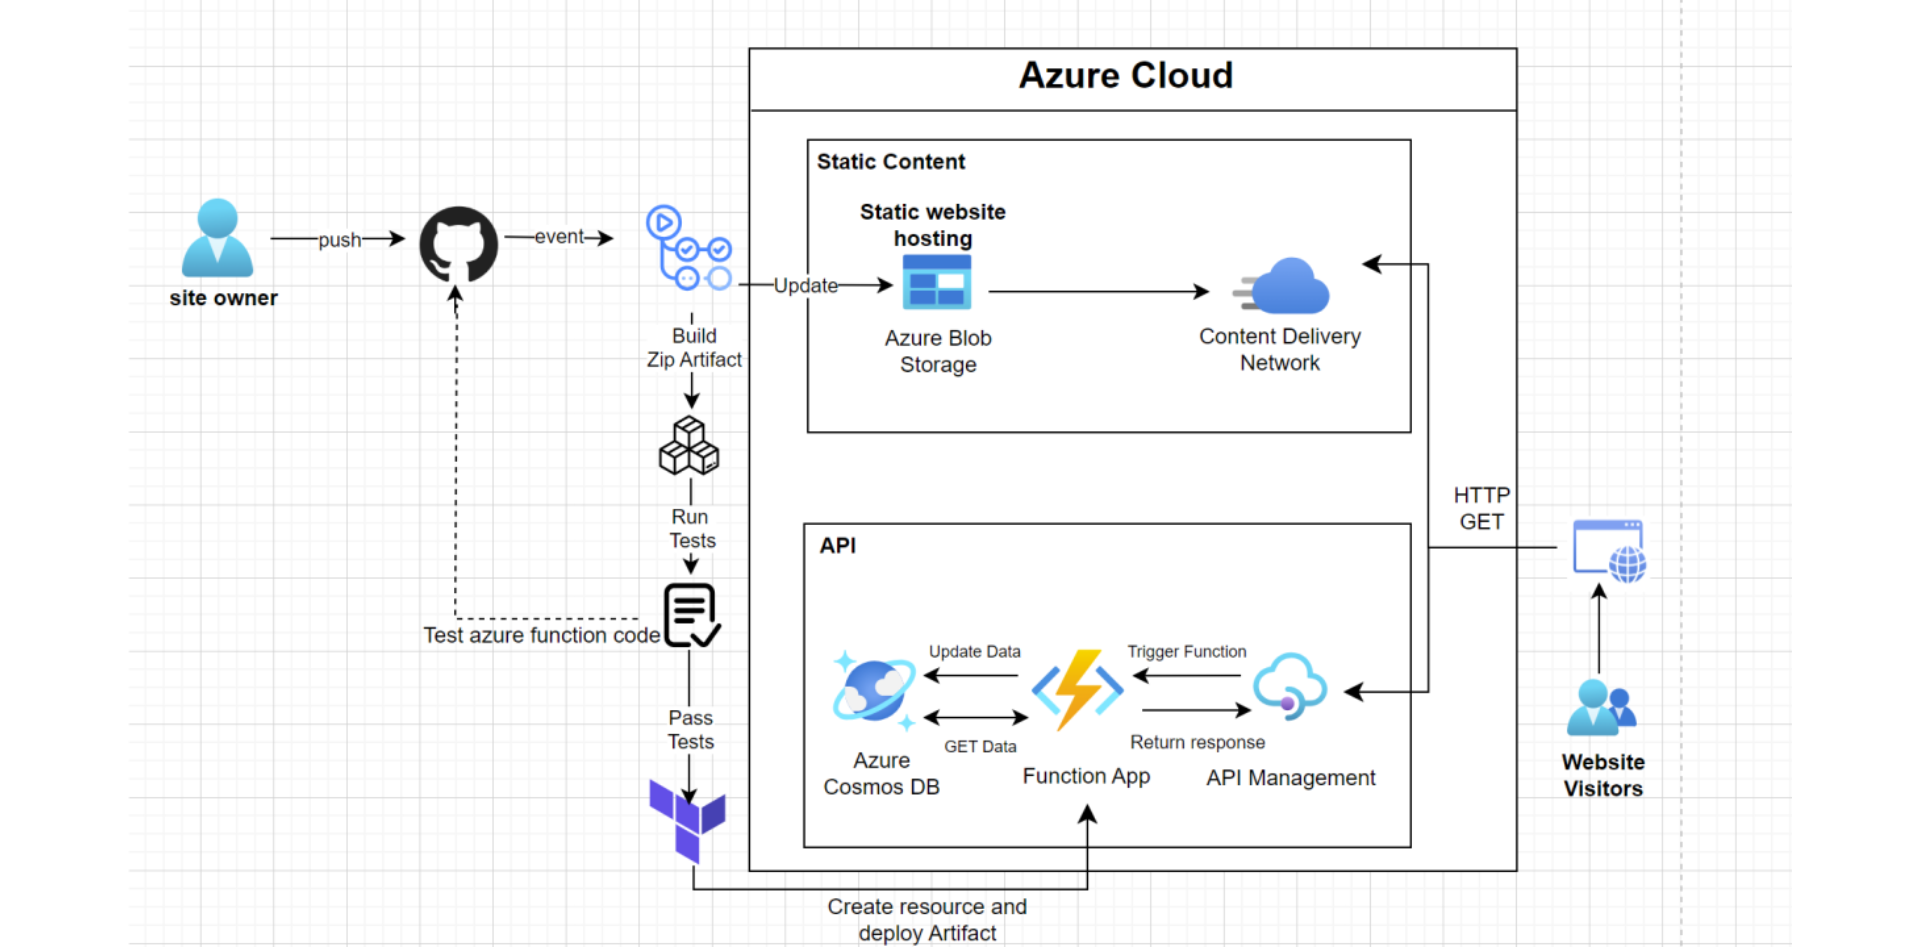 Azure Cloud
Static Content
Static website
hosting
push
event
site owner
Update
Azure Blob
Storage
Content Delivery
Network
Build
Zip Artifact
Run
Tests
HTTP
GET
API
Test azure function code
Update Data
Trigger Function
GET Data
Return response
Azure
Cosmos DB
Function App
API Management
Pass
Tests
Website
Visitors
Create resource and
deploy Artifact